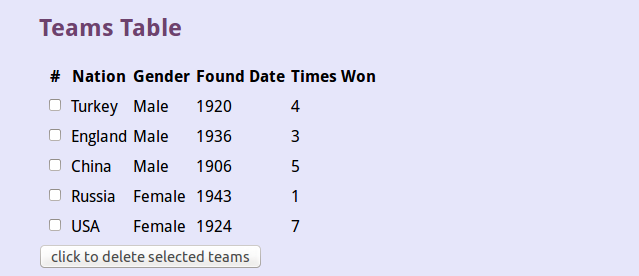 Teams Table
# Nation Gender Found Date Times Won
Turkey Male 1920 4
England Male 1936 3
China Male 1906 5
Russia Female 1943 1
USA Female 1924 7
click to delete selected teams